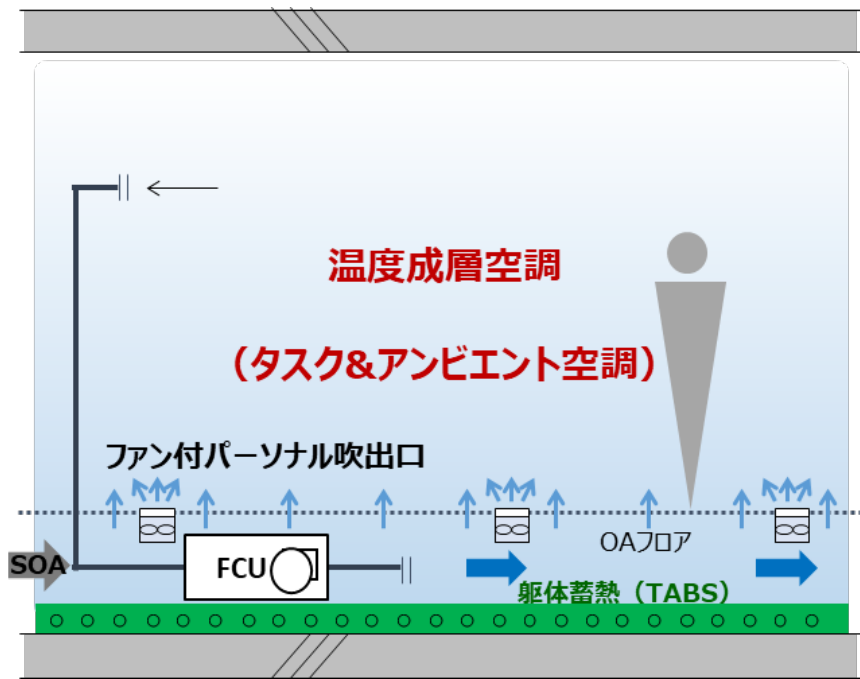 温度成層空調
（タスク&アンビエント空調）
ファン付パーソナル吹出口
OAフロア
SOA
FCU
躯体蓄熱（TABS）